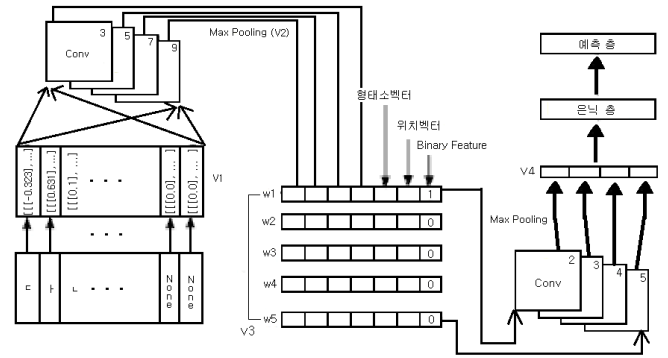 3
5
7
9
Conv
Max Pooling (V2)
형태소벡터
위치벡터
Binary Feature
예측 층
은닉 층
V4
Max Pooling
[[[-0.323],...]
[[[0.631],...]
[[[0.1],...]
. . .
[[[0.0], ...]
[[[0.0], ...]
V1
. . .
ㄷ
ㅏ
ㄴ
. . .
None
None
w1
1
w2
0
w3
0
w4
0
w5
0
V3
2
3
4
5
Conv